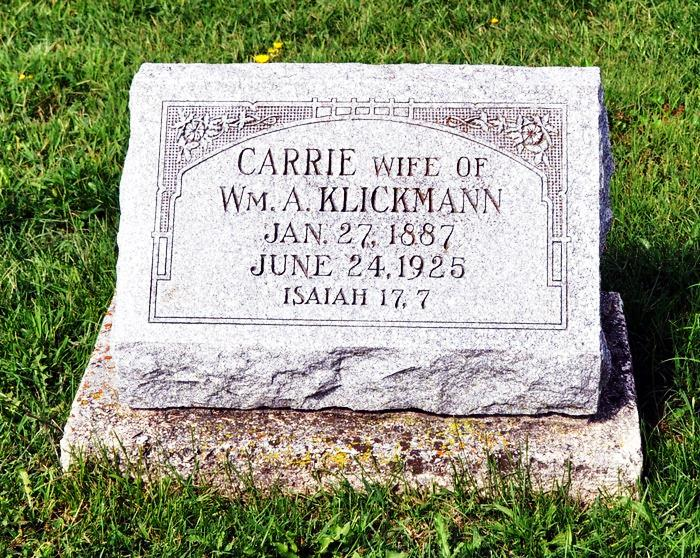 CARRIE WIFE OF
WM. A. KLICKMANN
JAN. 27, 1887
JUNE 24, 1925
ISAIAH 17, 7